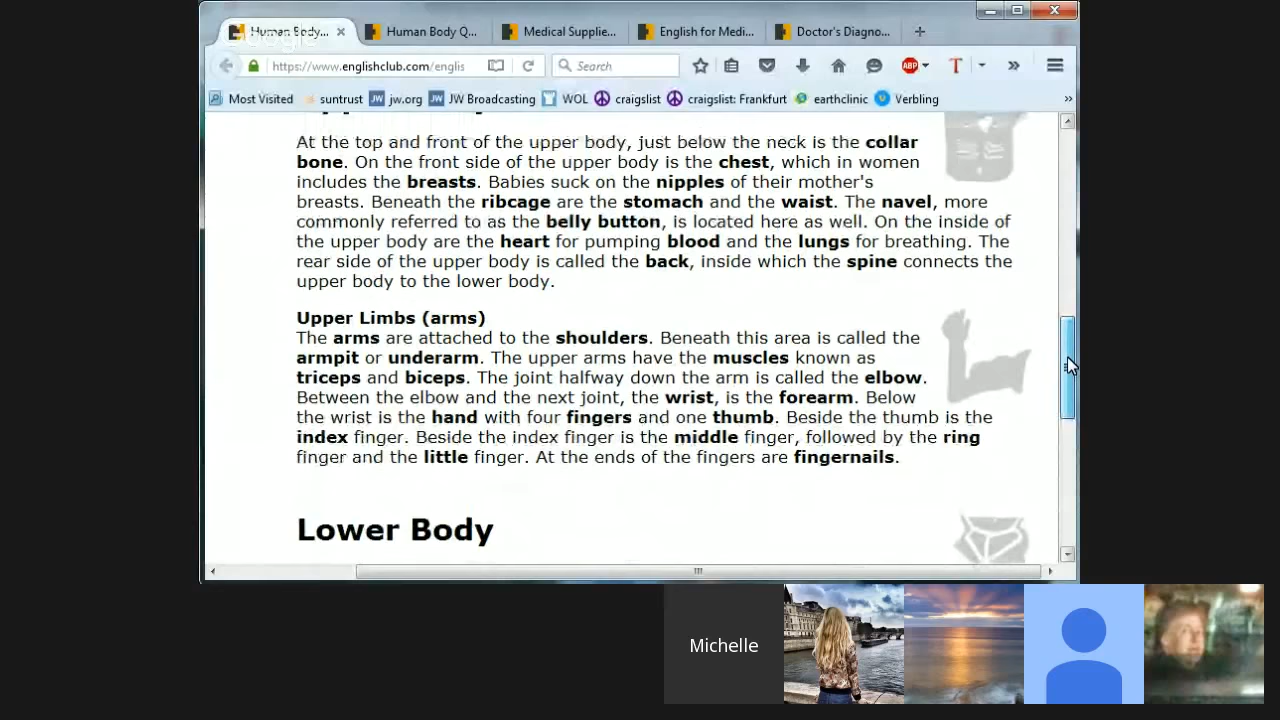 Human Body...
Human Body Q...
Medical Supplie...
English for Medi...
Doctor's Diagno...
Google
https://www.englishclub.com/englis
Search
ABP
T
Most Visited
suntrust
JW jw.org
JW JW Broadcasting
WOL
craigslist
craigslist: Frankfurt
earthclinic
Verbling
At the top and front of the upper body, just below the neck is the collar
bone. On the front side of the upper body is the chest, which in women
includes the breasts. Babies suck on the nipples of their mother's
breasts. Beneath the ribcage are the stomach and the waist. The navel, more
commonly referred to as the belly button, is located here as well. On the inside of
the upper body are the heart for pumping blood and the lungs for breathing. The
rear side of the upper body is called the back, inside which the spine connects the
upper body to the lower body.
Upper Limbs (arms)
The arms are attached to the shoulders. Beneath this area is called the
armpit or underarm. The upper arms have the muscles known as
triceps and biceps. The joint halfway down the arm is called the elbow.
Between the elbow and the next joint, the wrist, is the forearm. Below
the wrist is the hand with four fingers and one thumb. Beside the thumb is the
index finger. Beside the index finger is the middle finger, followed by the ring
finger and the little finger. At the ends of the fingers are fingernails.
Lower Body
Michelle